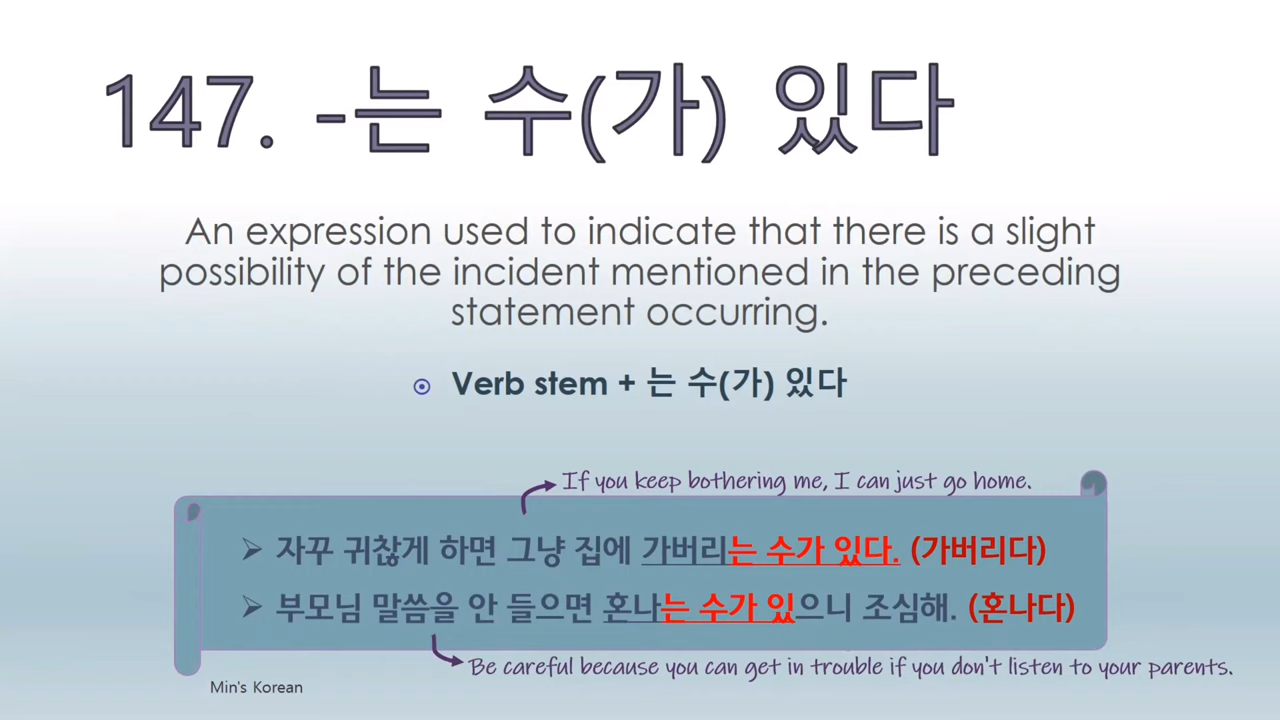 147. -는 수(가) 있다
An expression used to indicate that there is a slight
possibility of the incident mentioned in the preceding
statement occurring.
Verb stem + 는 수(가) 있다
If you keep bothering me, I can just go home.
자꾸 귀찮게 하면 그냥 집에 가버리는 수가 있다. (가버리다)
부모님 말씀을 안 들으면 혼나는 수가 있으니 조심해. (혼나다)
Be careful because you can get in trouble if you don't listen to your parents.
Min's Korean